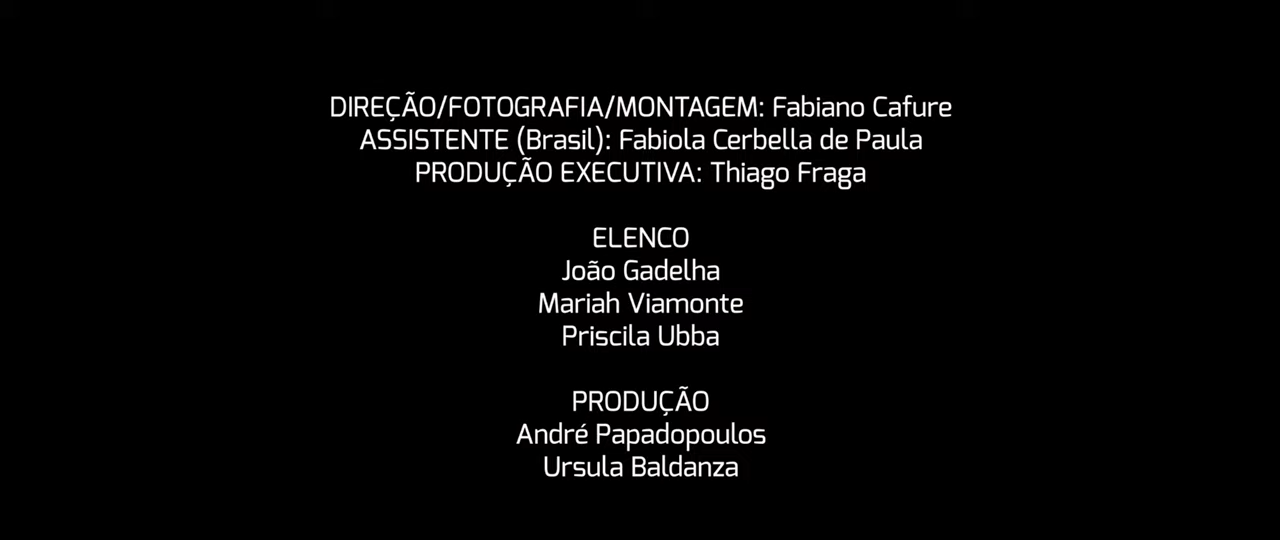 DIREÇÃO/FOTOGRAFIA/MONTAGEM: Fabiano Cafure
ASSISTENTE (Brasil): Fabiola Cerbella de Paula
PRODUÇÃO EXECUTIVA: Thiago Fraga
ELENCO
João Gadelha
Mariah Viamonte
Priscila Ubba
PRODUÇÃO
André Papadopoulos
Ursula Baldanza